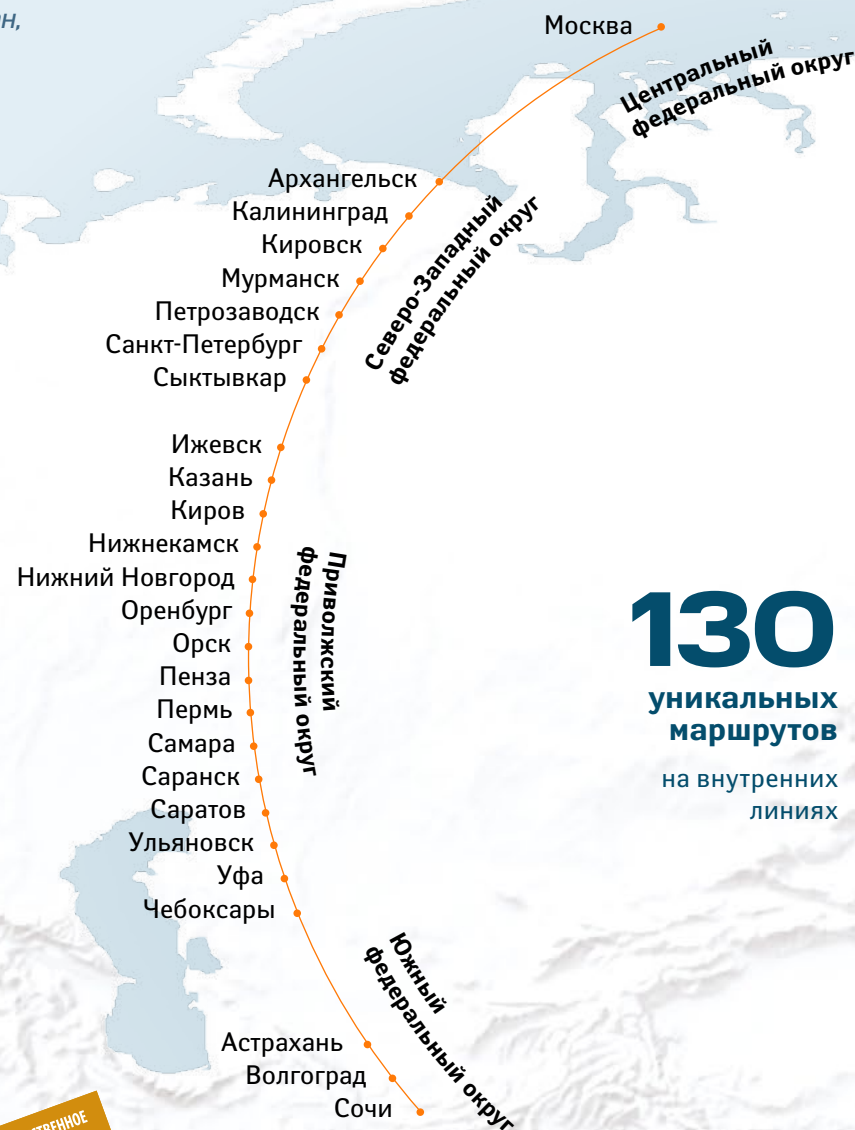 Москва
Центральный
федеральный округ
Архангельск
Калининград
Кировск
Мурманск
Петрозаводск
Санкт-Петербург
Сыктывкар
Северо-Западный
федеральный округ
Ижевск
Казань
Киров
Нижнекамск
Нижний Новгород
Оренбург
Орск
Пенза
Пермь
Самара
Саранск
Саратов
Ульяновск
Уфа
Чебоксары
Приволжский
федеральный округ
130
уникальных
маршрутов
на внутренних
линиях
Астрахань
Волгоград
Сочи
Южный
федеральный округ